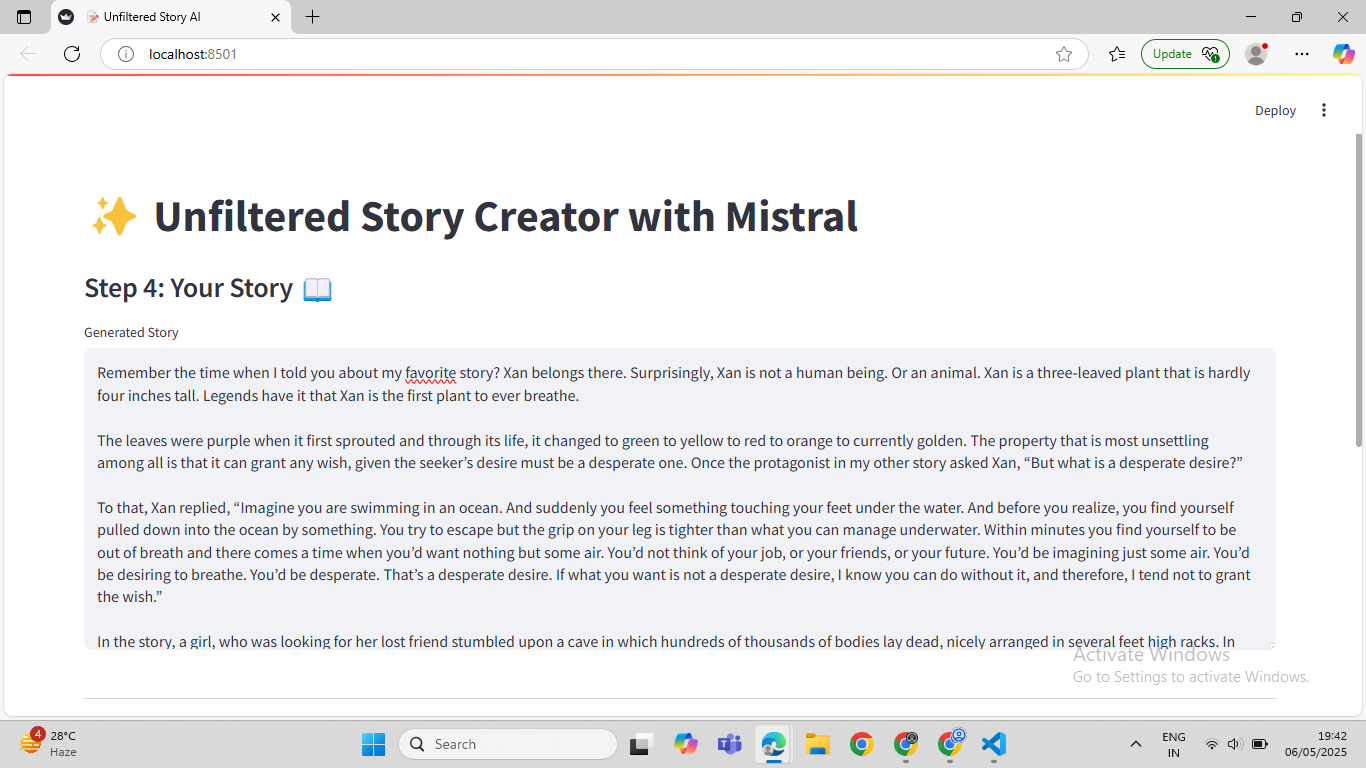 Unfiltered Story AI
localhost:8501
Update
Deploy
✨ Unfiltered Story Creator with Mistral
Step 4: Your Story 📖
Generated Story
Remember the time when I told you about my favorite story? Xan belongs there. Surprisingly, Xan is not a human being. Or an animal. Xan is a three-leaved plant that is hardly
four inches tall. Legends have it that Xan is the first plant to ever breathe.
The leaves were purple when it first sprouted and through its life, it changed to green to yellow to red to orange to currently golden. The property that is most unsettling
among all is that it can grant any wish, given the seeker’s desire must be a desperate one. Once the protagonist in my other story asked Xan, “But what is a desperate desire?”
To that, Xan replied, “Imagine you are swimming in an ocean. And suddenly you feel something touching your feet under the water. And before you realize, you find yourself
pulled down into the ocean by something. You try to escape but the grip on your leg is tighter than what you can manage underwater. Within minutes you find yourself to be
out of breath and there comes a time when you’d want nothing but some air. You’d not think of your job, or your friends, or your future. You’d be imagining just some air. You’d
be desiring to breathe. You’d be desperate. That’s a desperate desire. If what you want is not a desperate desire, I know you can do without it, and therefore, I tend not to grant
the wish.”
In the story, a girl, who was looking for her lost friend stumbled upon a cave in which hundreds of thousands of bodies lay dead, nicely arranged in several feet high racks. In
Activate Windows
Go to Settings to activate Windows.
4
28°C
Haze
Search
ENG
IN
19:42
06/05/2025